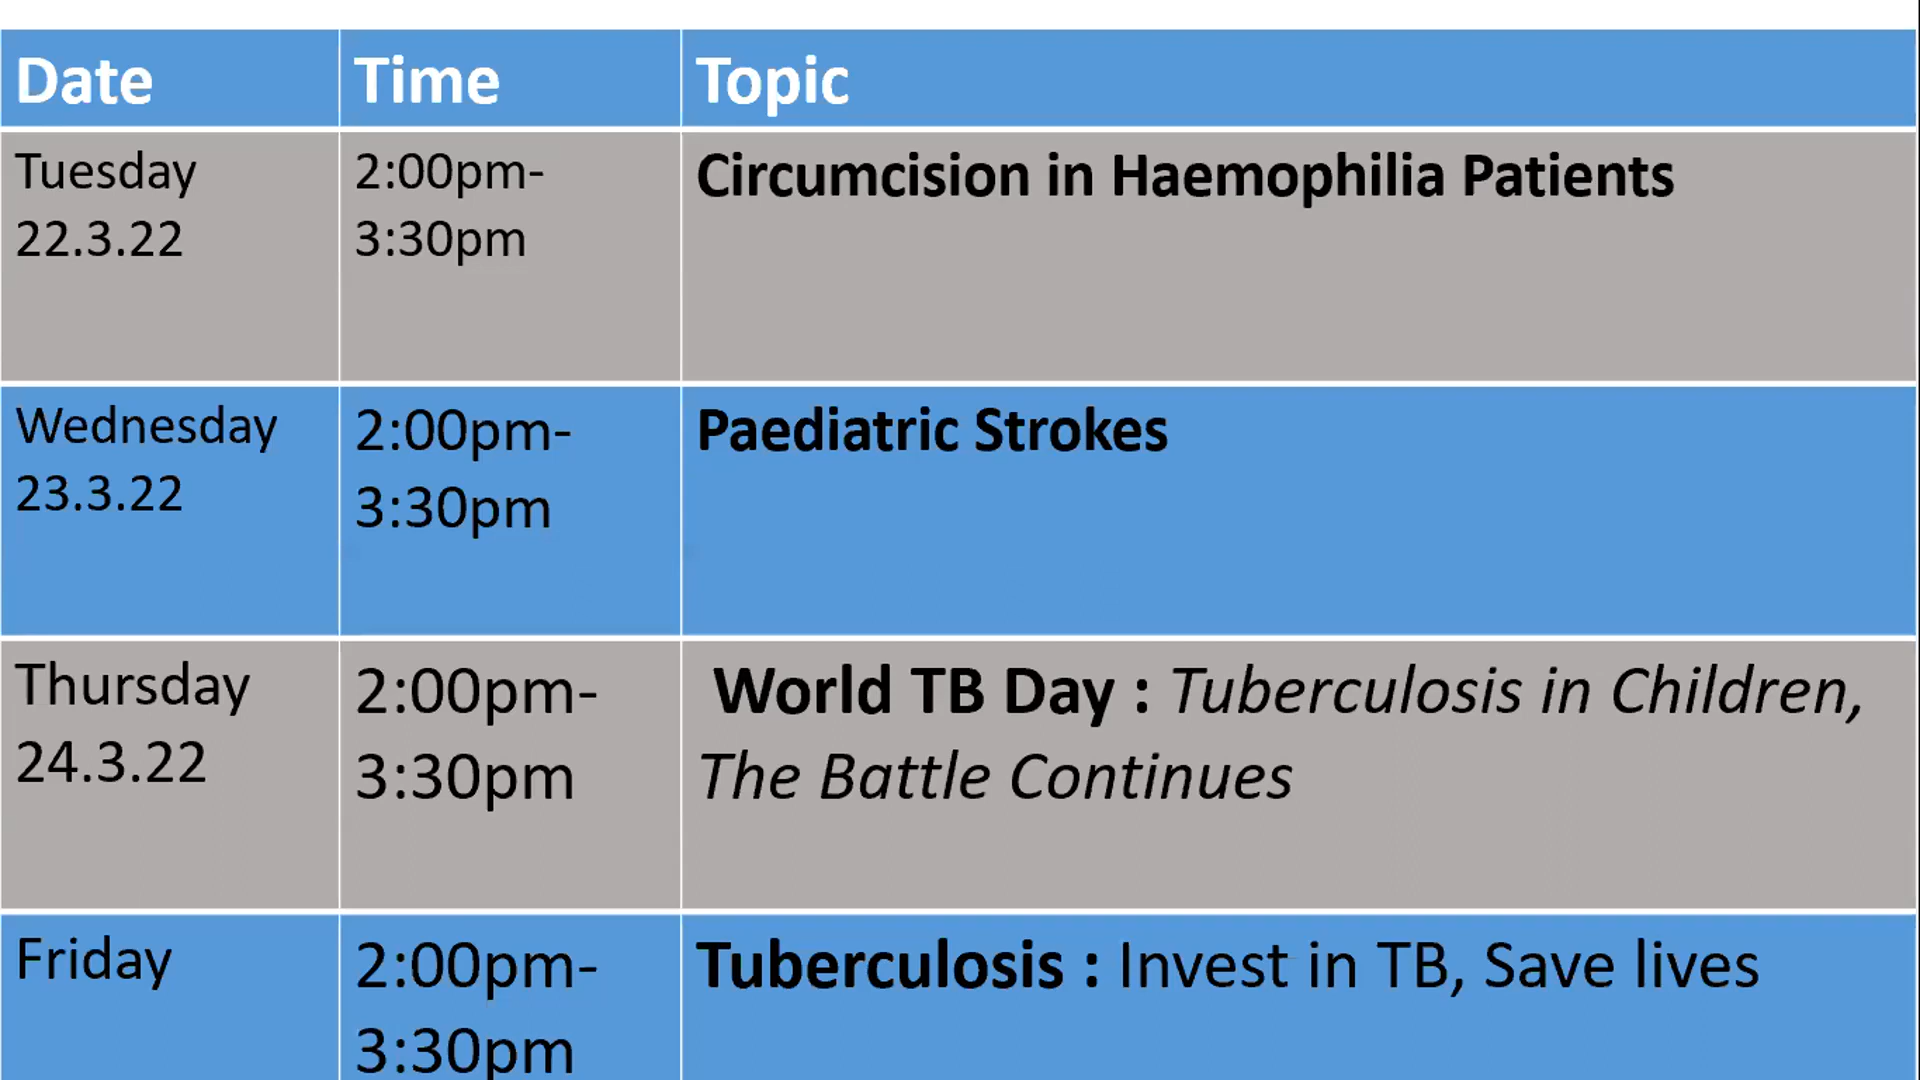 Date Time Topic
Tuesday 2:00pm- Circumcision in Haemophilia Patients
22.3.22 3:30pm
Wednesday 2:00pm- Paediatric Strokes
23.3.22 3:30pm
Thursday 2:00pm- World TB Day : Tuberculosis in Children,
24.3.22 3:30pm The Battle Continues
Friday 2:00pm- Tuberculosis : Invest in TB, Save lives
3:30pm